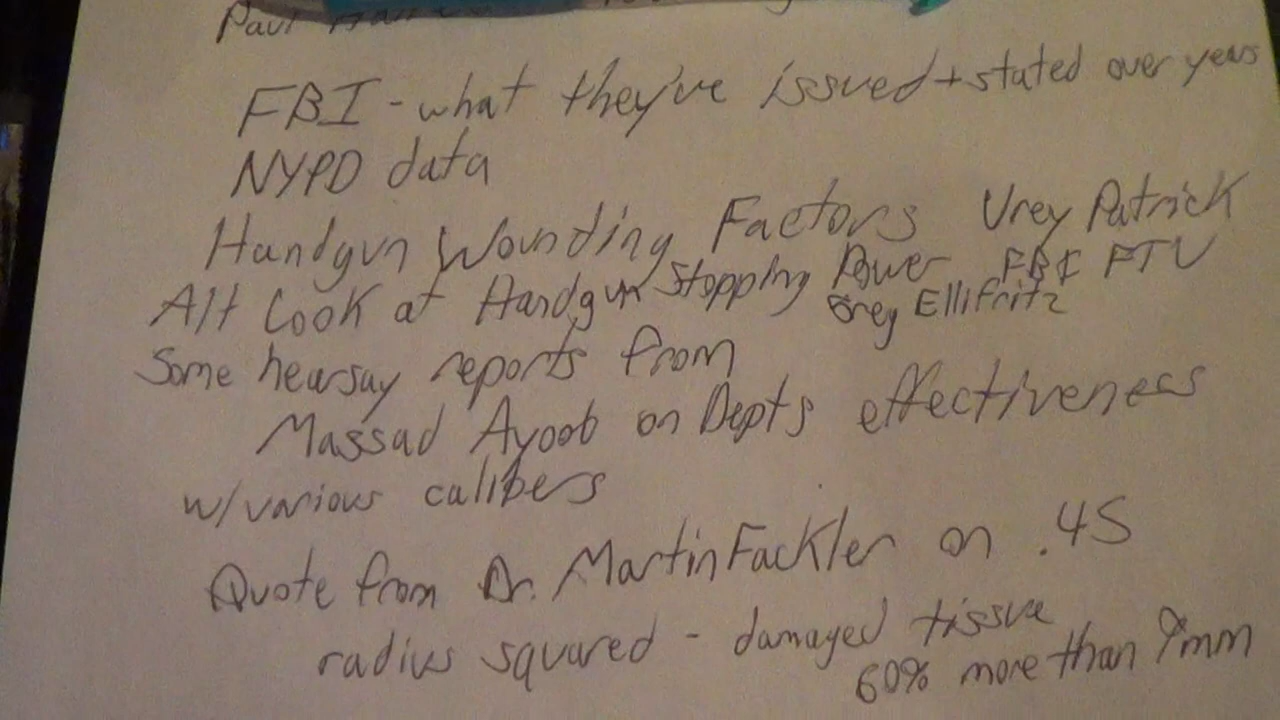 Paul
FBI - what they've issued + stated over years
NYPD data
Handgun Wounding Factors Urey Patrick
FBI FTU
Alt Look at Handgun Stopping Power
Greg Ellifritz
Some hearsay reports from
Massad Ayoob on Depts effectiveness
w/various calibers
Quote from Dr. Martin Fackler on .45
radius squared - damaged tissue
60% more than 9mm